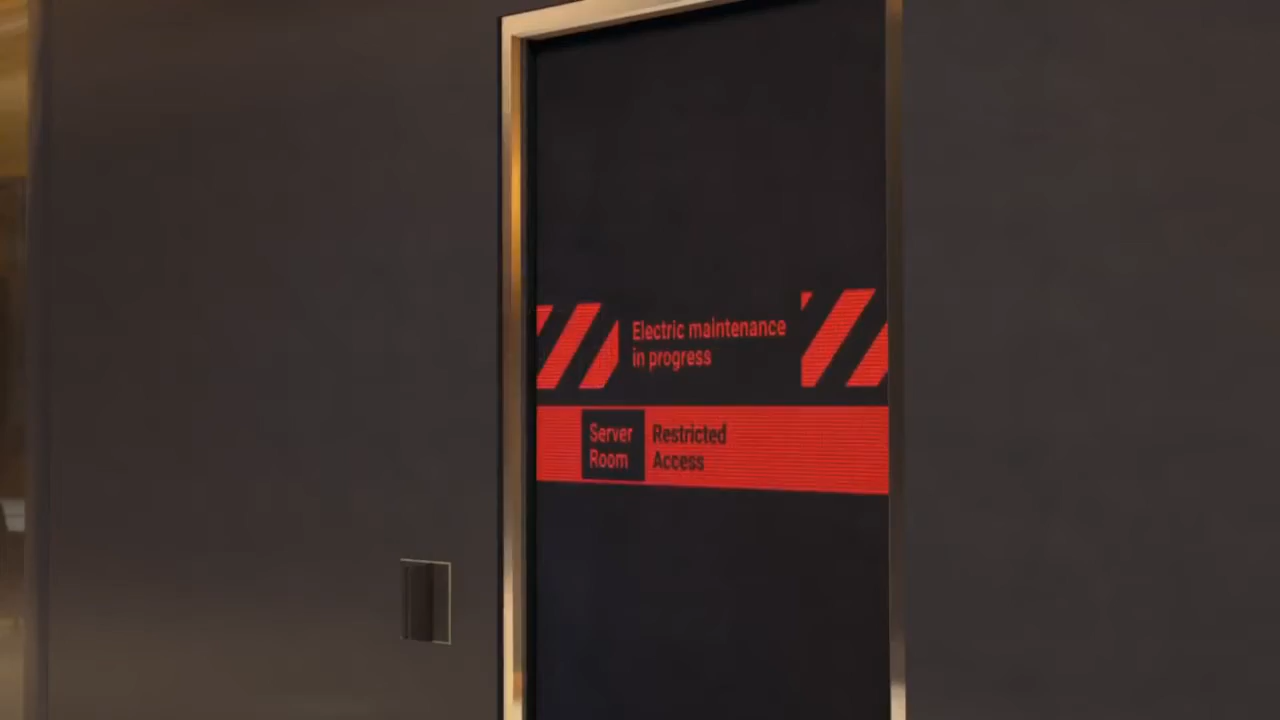 Electric maintenance
in progress
Server
Room
Restricted
Access